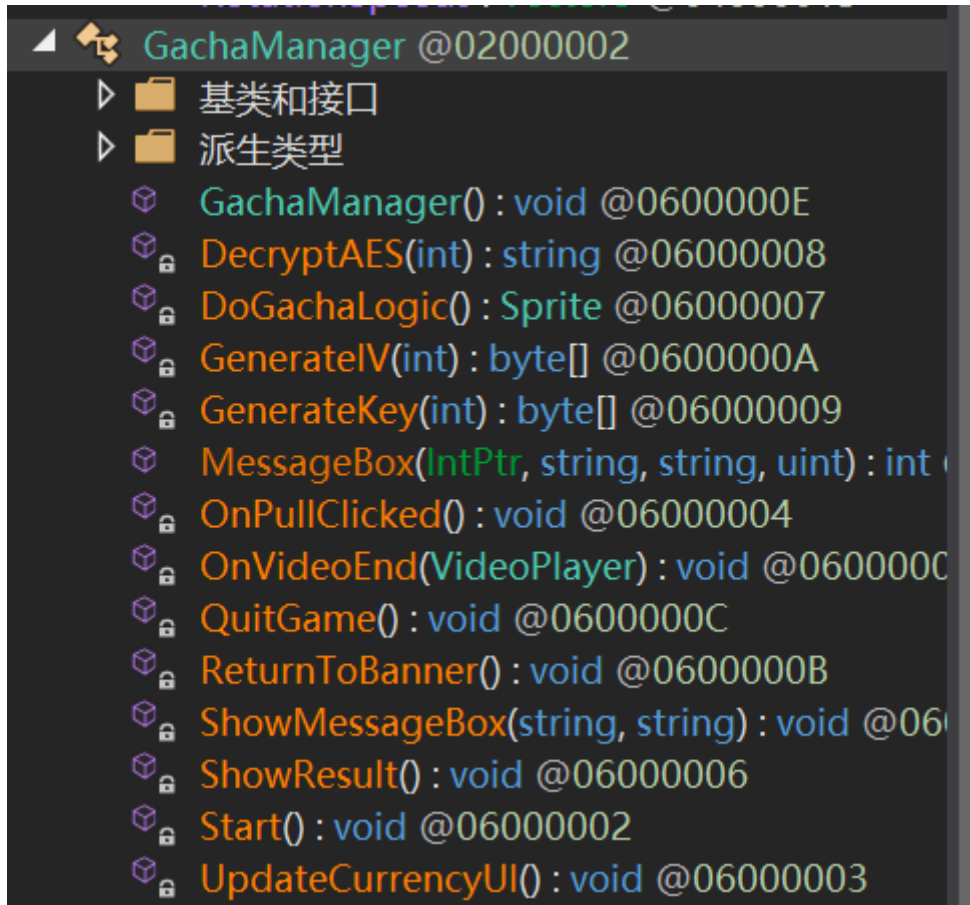 GachaManager @02000002
基类和接口
派生类型
GachaManager() : void @0600000E
DecryptAES(int) : string @06000008
DoGachaLogic() : Sprite @06000007
GenerateIV(int) : byte[] @0600000A
GenerateKey(int) : byte[] @06000009
MessageBox(IntPtr, string, string, uint) : int
OnPullClicked() : void @06000004
OnVideoEnd(VideoPlayer) : void @0600000
QuitGame() : void @0600000C
ReturnToBanner() : void @0600000B
ShowMessageBox(string, string) : void @060
ShowResult() : void @06000006
Start() : void @06000002
UpdateCurrencyUI() : void @06000003